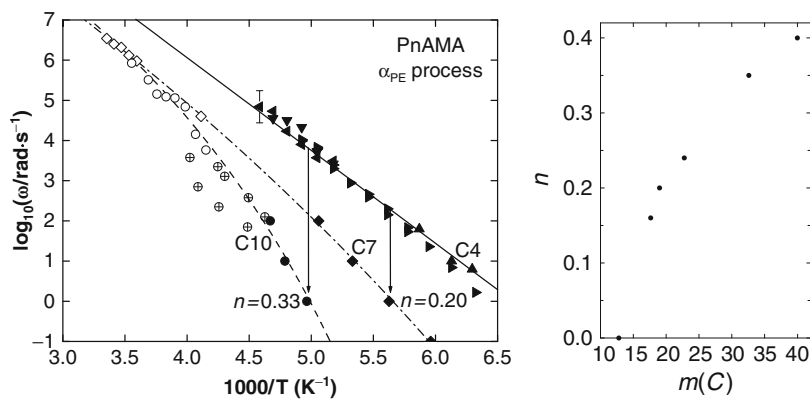 PnAMA
α_PE process
log₁₀(ω/rad·s⁻¹)
7
6
5
4
3
2
1
0
−1
C10
C7
C4
n=0.33
n=0.20
3.0 3.5 4.0 4.5 5.0 5.5 6.0 6.5
1000/T (K⁻¹)
n
0.4
0.3
0.2
0.1
0.0
10 15 20 25 30 35 40
m(C)